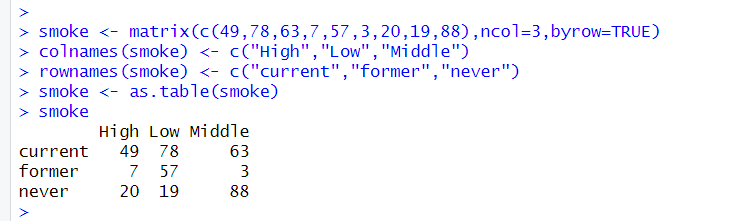 >
> smoke <- matrix(c(49,78,63,7,57,3,20,19,88),ncol=3,byrow=TRUE)
> colnames(smoke) <- c("High","Low","Middle")
> rownames(smoke) <- c("current","former","never")
> smoke <- as.table(smoke)
> smoke
        High Low Middle
current   49  78     63
former     7  57      3
never     20  19     88
>